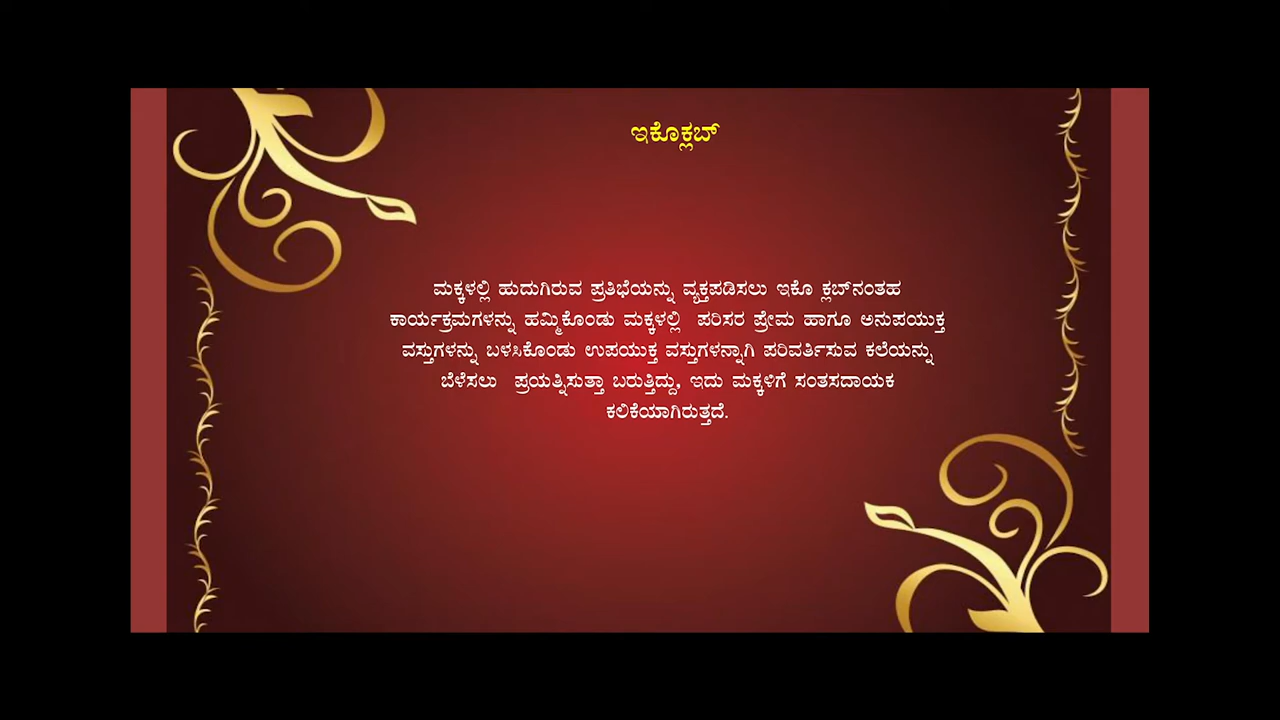 ಇಕೊಕ್ಲಬ್
ಮಕ್ಕಳಲ್ಲಿ ಹುದುಗಿರುವ ಪ್ರತಿಭೆಯನ್ನು ವ್ಯಕ್ತಪಡಿಸಲು ಇಕೊ ಕ್ಲಬ್‌ನಂತಹ
ಕಾರ್ಯಕ್ರಮಗಳನ್ನು ಹಮ್ಮಿಕೊಂಡು ಮಕ್ಕಳಲ್ಲಿ ಪರಿಸರ ಪ್ರೇಮ ಹಾಗೂ ಅನುಪಯುಕ್ತ
ವಸ್ತುಗಳನ್ನು ಬಳಸಿಕೊಂಡು ಉಪಯುಕ್ತ ವಸ್ತುಗಳನ್ನಾಗಿ ಪರಿವರ್ತಿಸುವ ಕಲೆಯನ್ನು
ಬೆಳೆಸಲು ಪ್ರಯತ್ನಿಸುತ್ತಾ ಬರುತ್ತಿದ್ದು, ಇದು ಮಕ್ಕಳಿಗೆ ಸಂತಸದಾಯಕ
ಕಲಿಕೆಯಾಗಿರುತ್ತದೆ.